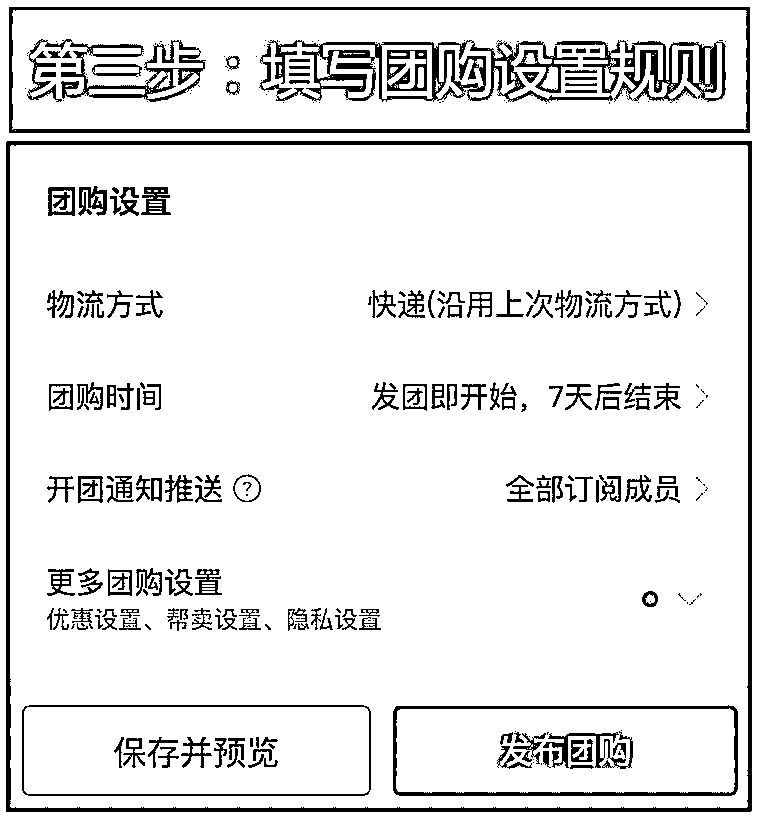 第三步：填写团购设置规则
团购设置
物流方式 快递(沿用上次物流方式)
团购时间 发团即开始，7天后结束
开团通知推送 ? 全部订阅成员
更多团购设置
优惠设置、帮卖设置、隐私设置
保存并预览 发布团购